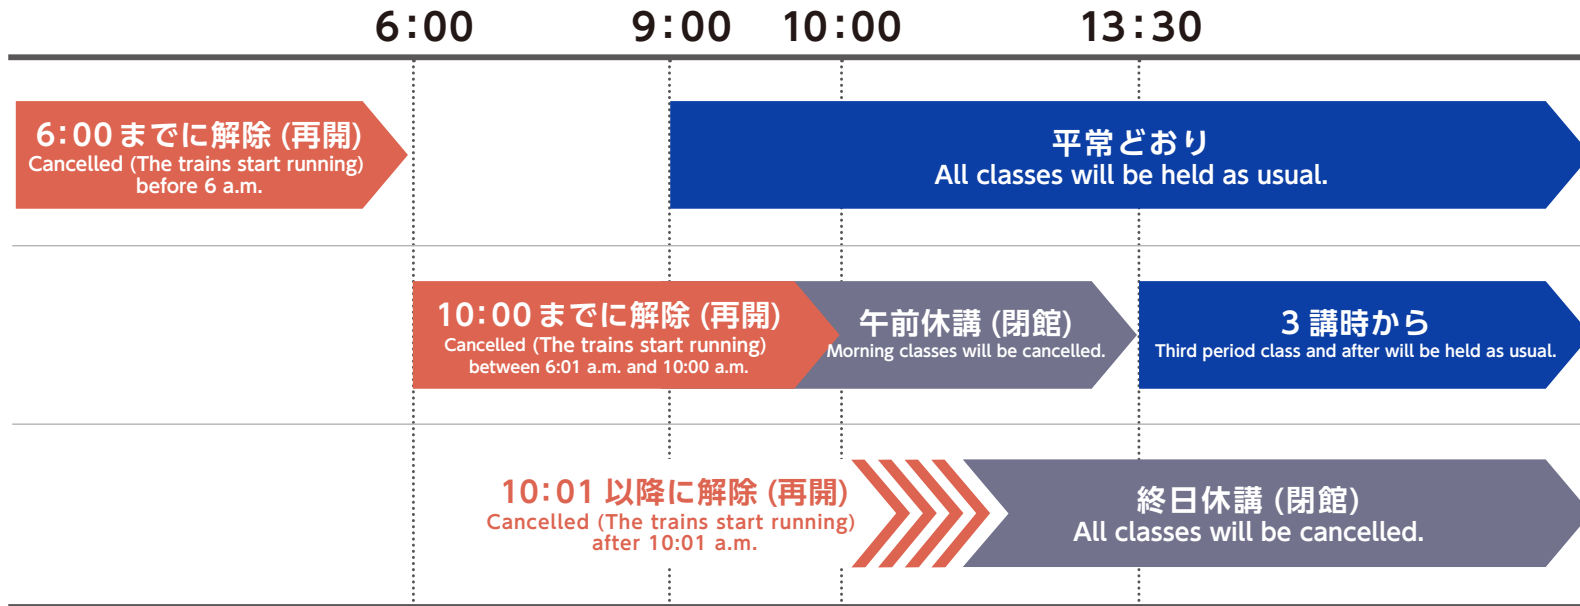 6:00 9:00 10:00 13:30
6:00 までに解除 (再開)
Cancelled (The trains start running)
before 6 a.m.
平常どおり
All classes will be held as usual.
10:00 までに解除 (再開)
Cancelled (The trains start running)
between 6:01 a.m. and 10:00 a.m.
午前休講 (閉館)
Morning classes will be cancelled.
3 講時から
Third period class and after will be held as usual.
10:01 以降に解除 (再開)
Cancelled (The trains start running)
after 10:01 a.m.
終日休講 (閉館)
All classes will be cancelled.